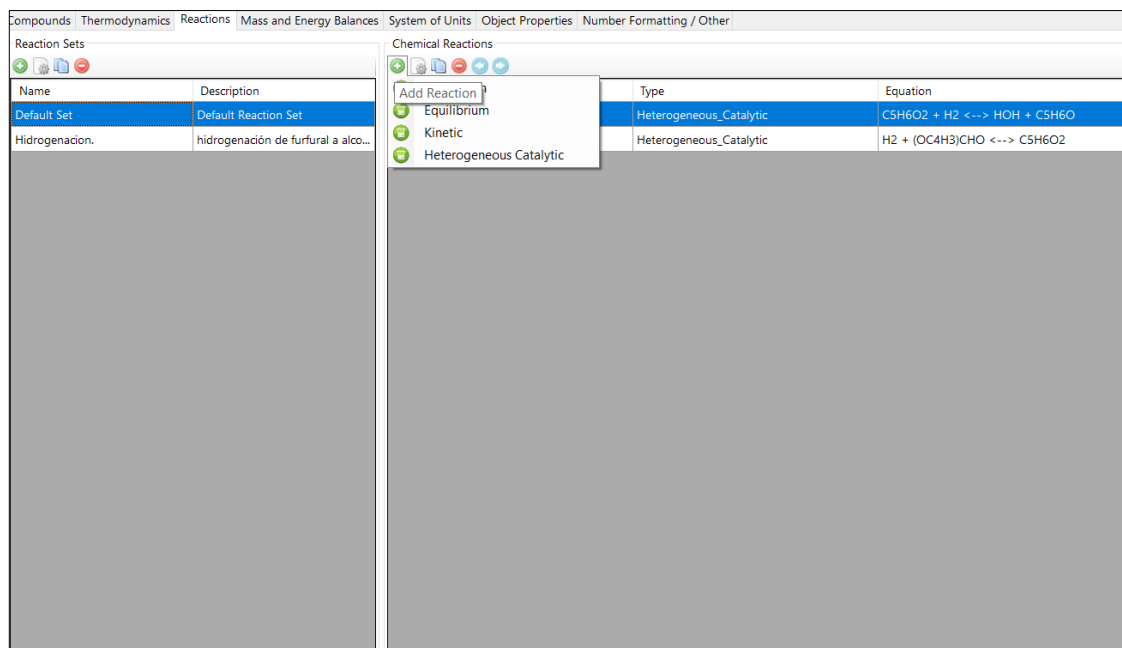 Compounds Thermodynamics Reactions Mass and Energy Balances System of Units Object Properties Number Formatting / Other
Reaction Sets
Chemical Reactions
Name Description
Type Equation
Add Reaction
Default Set Default Reaction Set
Equilibrium
Heterogeneous_Catalytic C5H6O2 + H2 <--> HOH + C5H6O
Hidrogenacion. hidrogenación de furfural a alco...
Kinetic
Heterogeneous_Catalytic H2 + (OC4H3)CHO <--> C5H6O2
Heterogeneous Catalytic